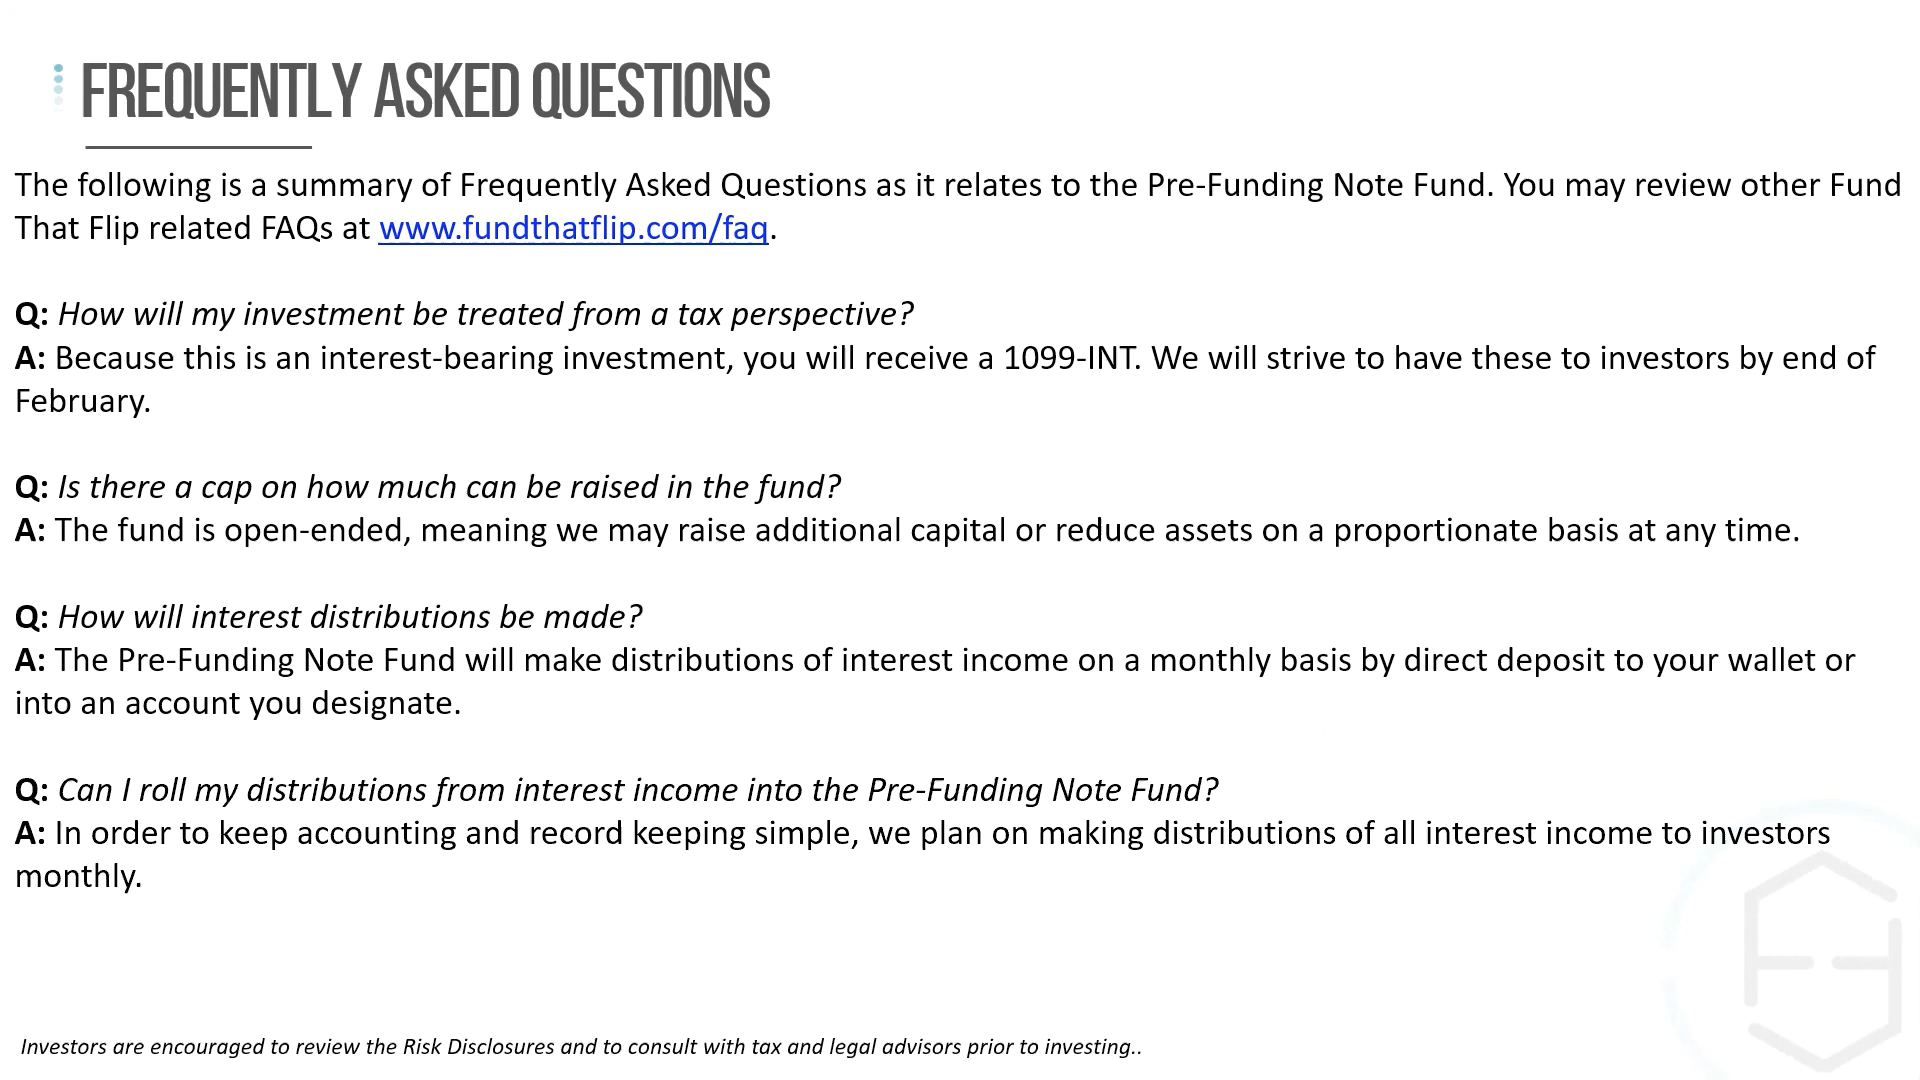 FREQUENTLY ASKED QUESTIONS
The following is a summary of Frequently Asked Questions as it relates to the Pre-Funding Note Fund. You may review other Fund
That Flip related FAQs at www.fundthatflip.com/faq.
Q: How will my investment be treated from a tax perspective?
A: Because this is an interest-bearing investment, you will receive a 1099-INT. We will strive to have these to investors by end of
February.
Q: Is there a cap on how much can be raised in the fund?
A: The fund is open-ended, meaning we may raise additional capital or reduce assets on a proportionate basis at any time.
Q: How will interest distributions be made?
A: The Pre-Funding Note Fund will make distributions of interest income on a monthly basis by direct deposit to your wallet or
into an account you designate.
Q: Can I roll my distributions from interest income into the Pre-Funding Note Fund?
A: In order to keep accounting and record keeping simple, we plan on making distributions of all interest income to investors
monthly.
Investors are encouraged to review the Risk Disclosures and to consult with tax and legal advisors prior to investing..